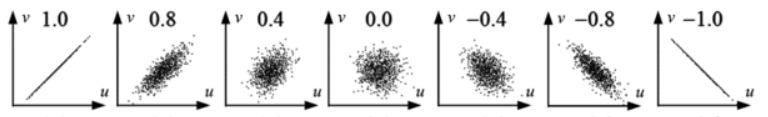 v 1.0 v 0.8 v 0.4 v 0.0 v −0.4 v −0.8 v −1.0
u u u u u u u